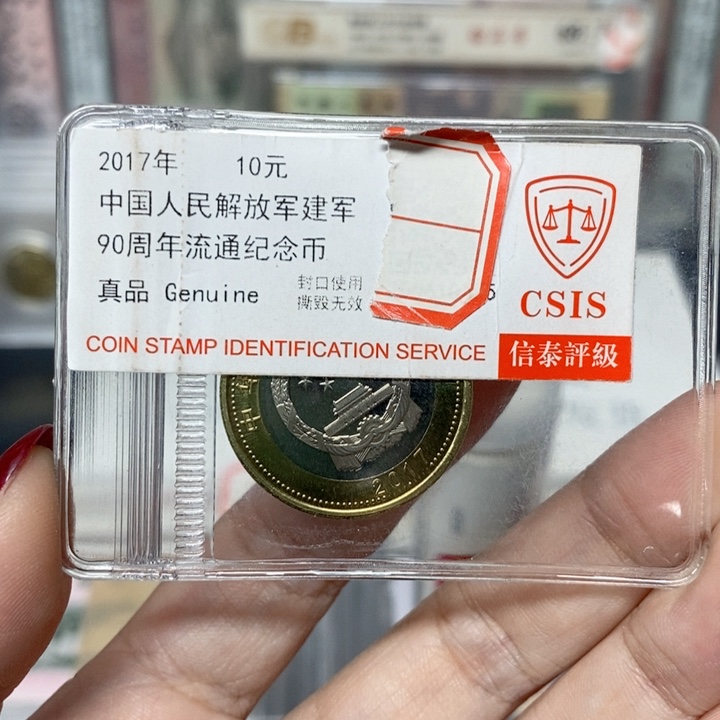 2017年 10元
中国人民解放军建军
90周年流通纪念币
真品 Genuine
封口使用
撕毁无效
5
CSIS
COIN STAMP IDENTIFICATION SERVICE
信泰評級
中
2017